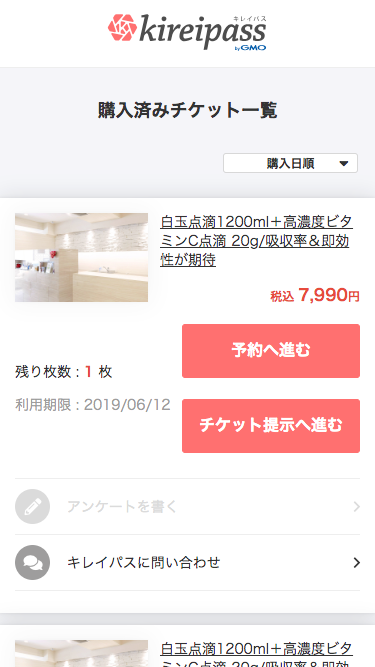 キレイパス
kireipass
by GMO
購入済みチケット一覧
購入日順
白玉点滴1200ml＋高濃度ビタ
ミンC点滴 20g/吸収率＆即効
性が期待
税込 7,990円
予約へ進む
残り枚数 : 1 枚
利用期限 : 2019/06/12
チケット提示へ進む
アンケートを書く
キレイパスに問い合わせ
白玉点滴1200ml＋高濃度ビタ
ミンC点滴 20g/吸収率＆即効